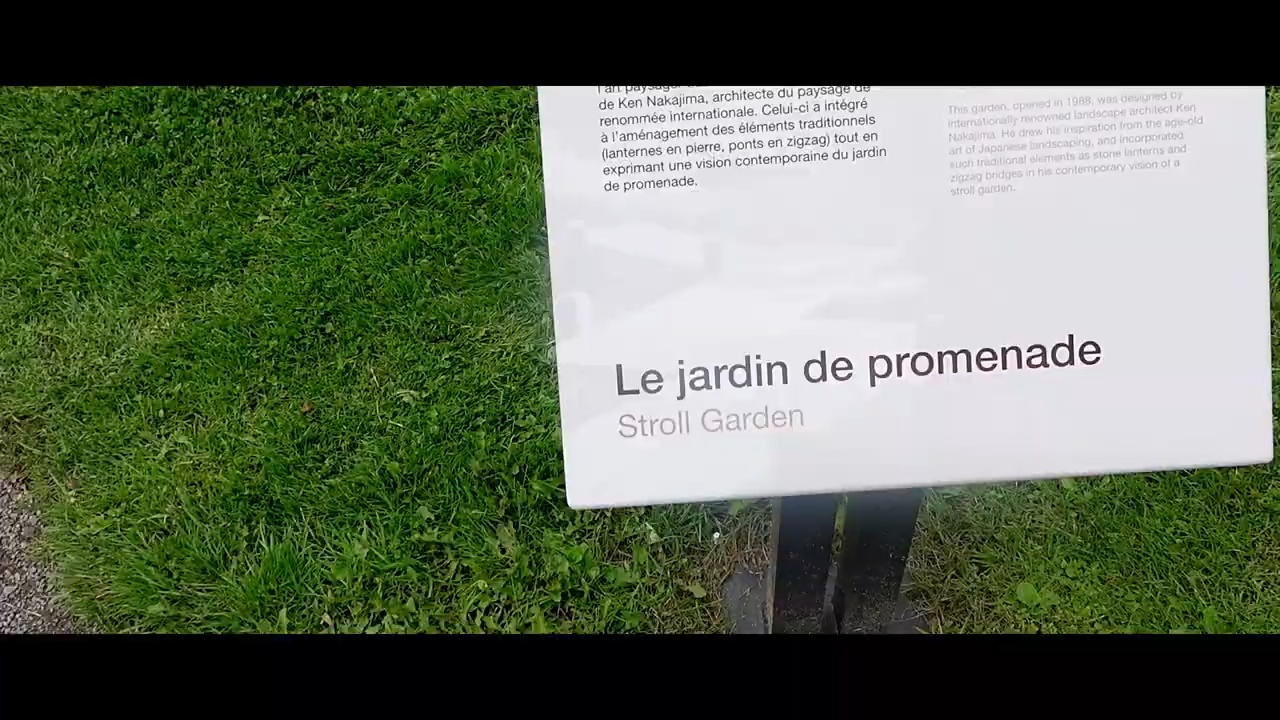 l'art paysager
de Ken Nakajima, architecte du paysage de
renommée internationale. Celui-ci a intégré
à l'aménagement des éléments traditionnels
(lanternes en pierre, ponts en zigzag) tout en
exprimant une vision contemporaine du jardin
de promenade.
This garden, opened in 1988, was designed by
internationally renowned landscape architect Ken
Nakajima. He drew his inspiration from the age-old
art of Japanese landscaping, and incorporated
such traditional elements as stone lanterns and
zigzag bridges in his contemporary vision of a
stroll garden.
Le jardin de promenade
Stroll Garden